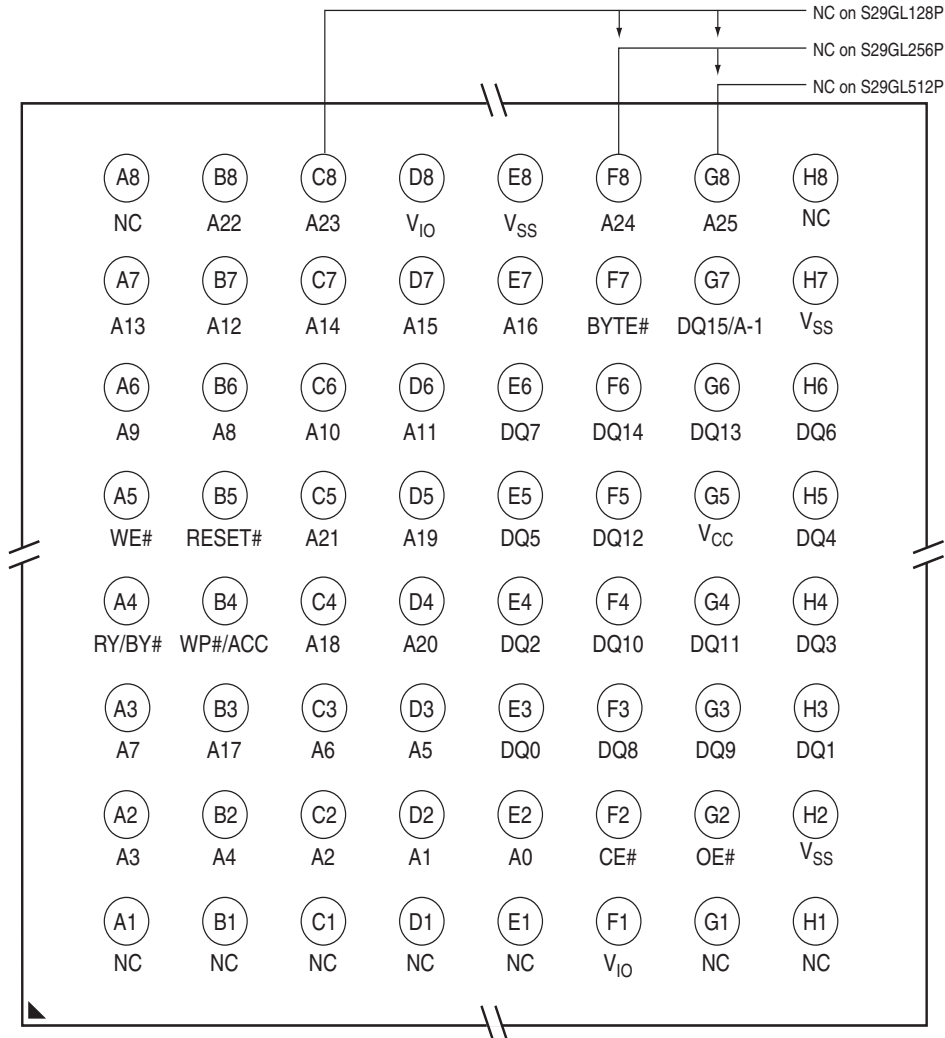 NC on S29GL128P
NC on S29GL256P
NC on S29GL512P
A8 B8 C8 D8 E8 F8 G8 H8
NC A22 A23 VIO VSS A24 A25 NC
A7 B7 C7 D7 E7 F7 G7 H7
A13 A12 A14 A15 A16 BYTE# DQ15/A-1 VSS
A6 B6 C6 D6 E6 F6 G6 H6
A9 A8 A10 A11 DQ7 DQ14 DQ13 DQ6
A5 B5 C5 D5 E5 F5 G5 H5
WE# RESET# A21 A19 DQ5 DQ12 VCC DQ4
A4 B4 C4 D4 E4 F4 G4 H4
RY/BY# WP#/ACC A18 A20 DQ2 DQ10 DQ11 DQ3
A3 B3 C3 D3 E3 F3 G3 H3
A7 A17 A6 A5 DQ0 DQ8 DQ9 DQ1
A2 B2 C2 D2 E2 F2 G2 H2
A3 A4 A2 A1 A0 CE# OE# VSS
A1 B1 C1 D1 E1 F1 G1 H1
NC NC NC NC NC VIO NC NC